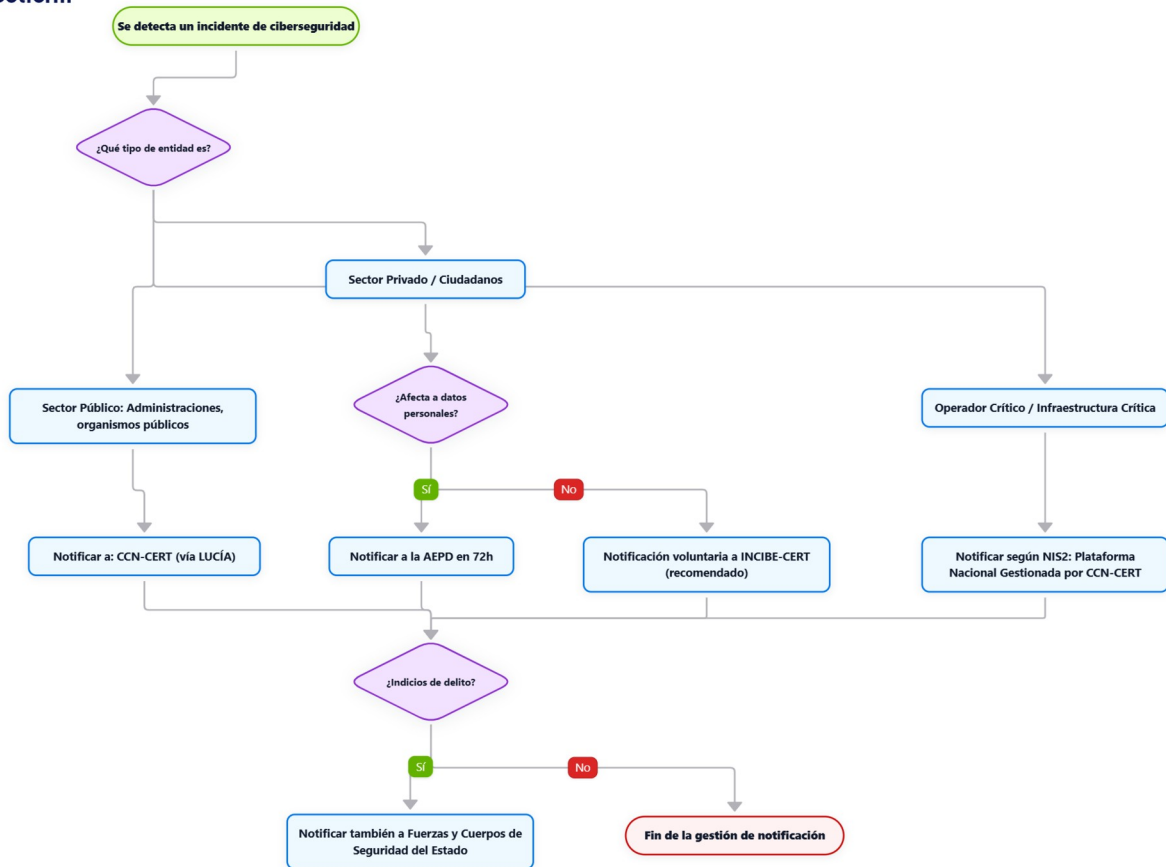 Se detecta un incidente de ciberseguridad
¿Qué tipo de entidad es?
Sector Privado / Ciudadanos
Sector Público: Administraciones,
organismos públicos
¿Afecta a datos
personales?
Operador Crítico / Infraestructura Crítica
Sí
No
Notificar a: CCN-CERT (vía LUCÍA)
Notificar a la AEPD en 72h
Notificación voluntaria a INCIBE-CERT
(recomendado)
Notificar según NIS2: Plataforma
Nacional Gestionada por CCN-CERT
¿Indicios de delito?
Sí
No
Notificar también a Fuerzas y Cuerpos de
Seguridad del Estado
Fin de la gestión de notificación